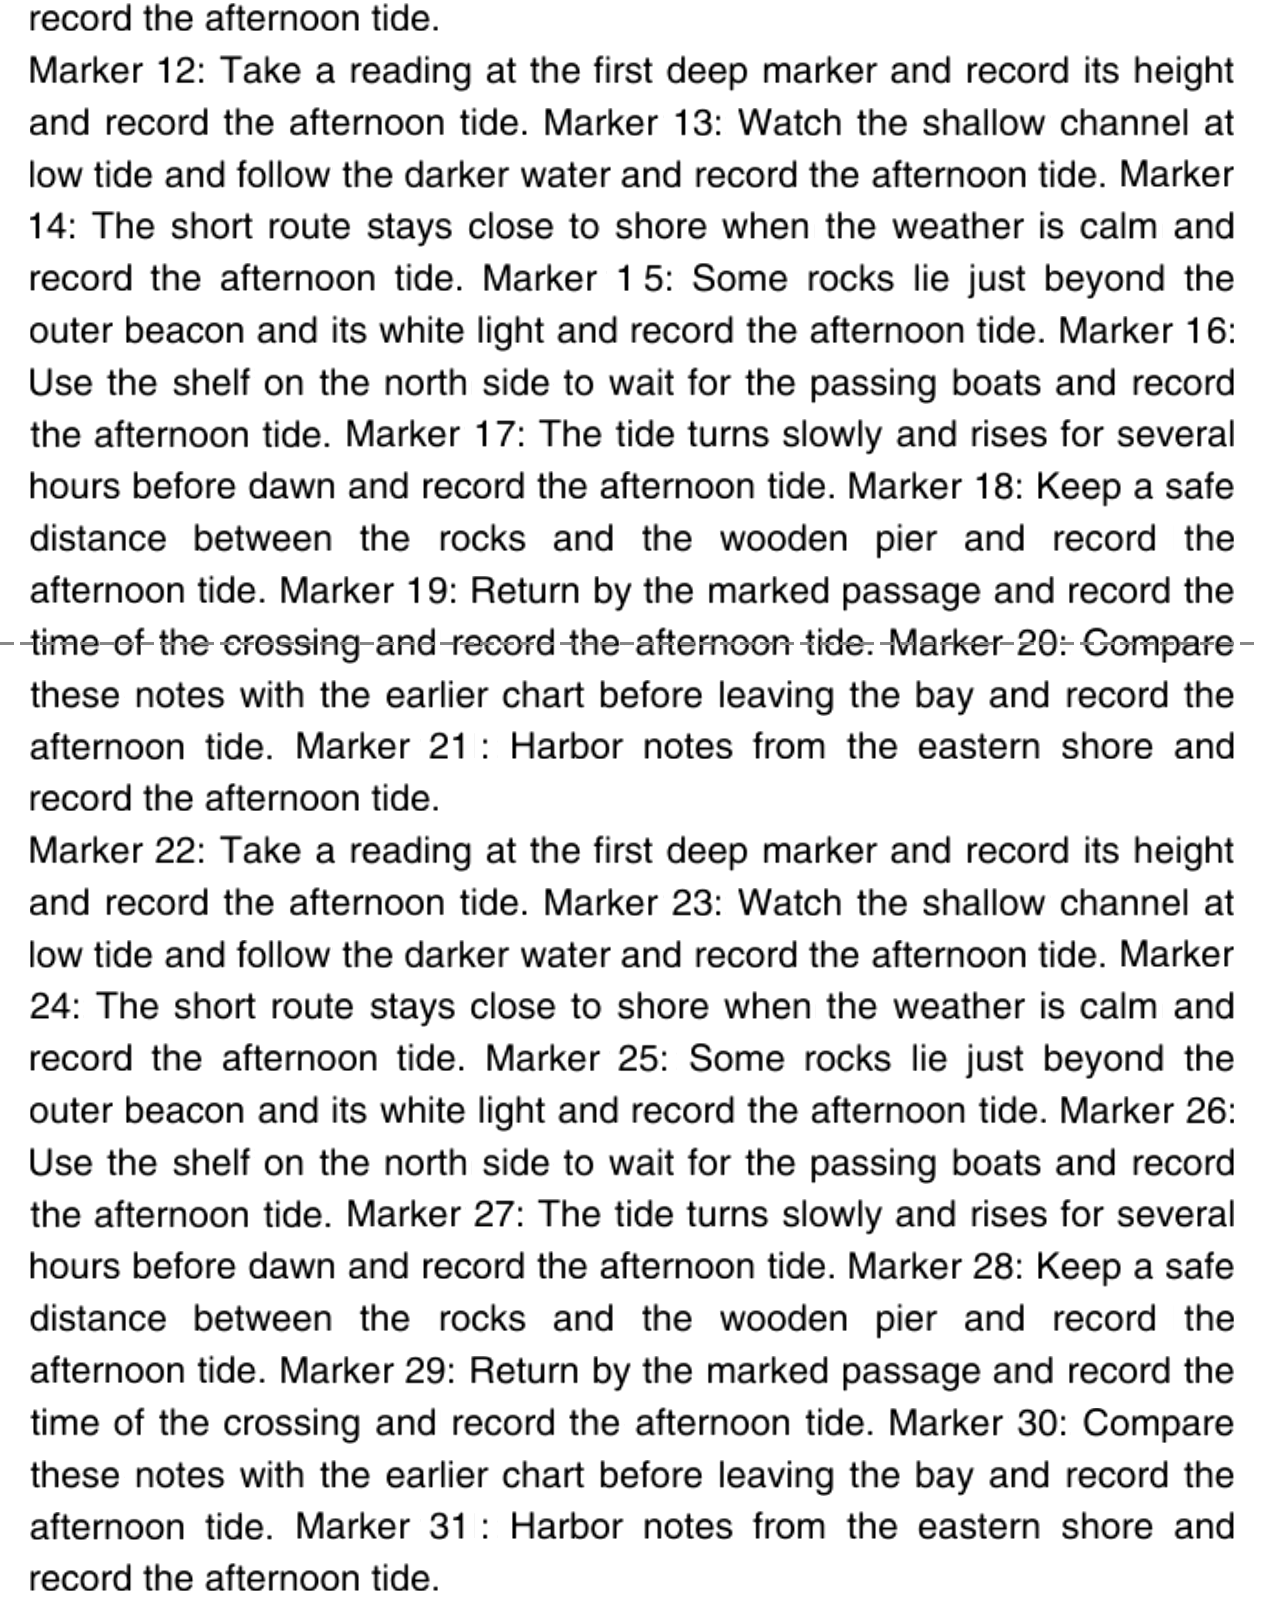 record the afternoon tide.
Marker 12: Take a reading at the first deep marker and record its height
and record the afternoon tide. Marker 13: Watch the shallow channel at
low tide and follow the darker water and record the afternoon tide. Marker
14: The short route stays close to shore when the weather is calm and
record the afternoon tide. Marker 1 5: Some rocks lie just beyond the
outer beacon and its white light and record the afternoon tide. Marker 16:
Use the shelf on the north side to wait for the passing boats and record
the afternoon tide. Marker 17: The tide turns slowly and rises for several
hours before dawn and record the afternoon tide. Marker 18: Keep a safe
distance between the rocks and the wooden pier and record the
afternoon tide. Marker 19: Return by the marked passage and record the
time of the crossing and record the afternoon tide. Marker 20: Compare
these notes with the earlier chart before leaving the bay and record the
afternoon tide. Marker 21 : Harbor notes from the eastern shore and
record the afternoon tide.
Marker 22: Take a reading at the first deep marker and record its height
and record the afternoon tide. Marker 23: Watch the shallow channel at
low tide and follow the darker water and record the afternoon tide. Marker
24: The short route stays close to shore when the weather is calm and
record the afternoon tide. Marker 25: Some rocks lie just beyond the
outer beacon and its white light and record the afternoon tide. Marker 26:
Use the shelf on the north side to wait for the passing boats and record
the afternoon tide. Marker 27: The tide turns slowly and rises for several
hours before dawn and record the afternoon tide. Marker 28: Keep a safe
distance between the rocks and the wooden pier and record the
afternoon tide. Marker 29: Return by the marked passage and record the
time of the crossing and record the afternoon tide. Marker 30: Compare
these notes with the earlier chart before leaving the bay and record the
afternoon tide. Marker 31 : Harbor notes from the eastern shore and
record the afternoon tide.